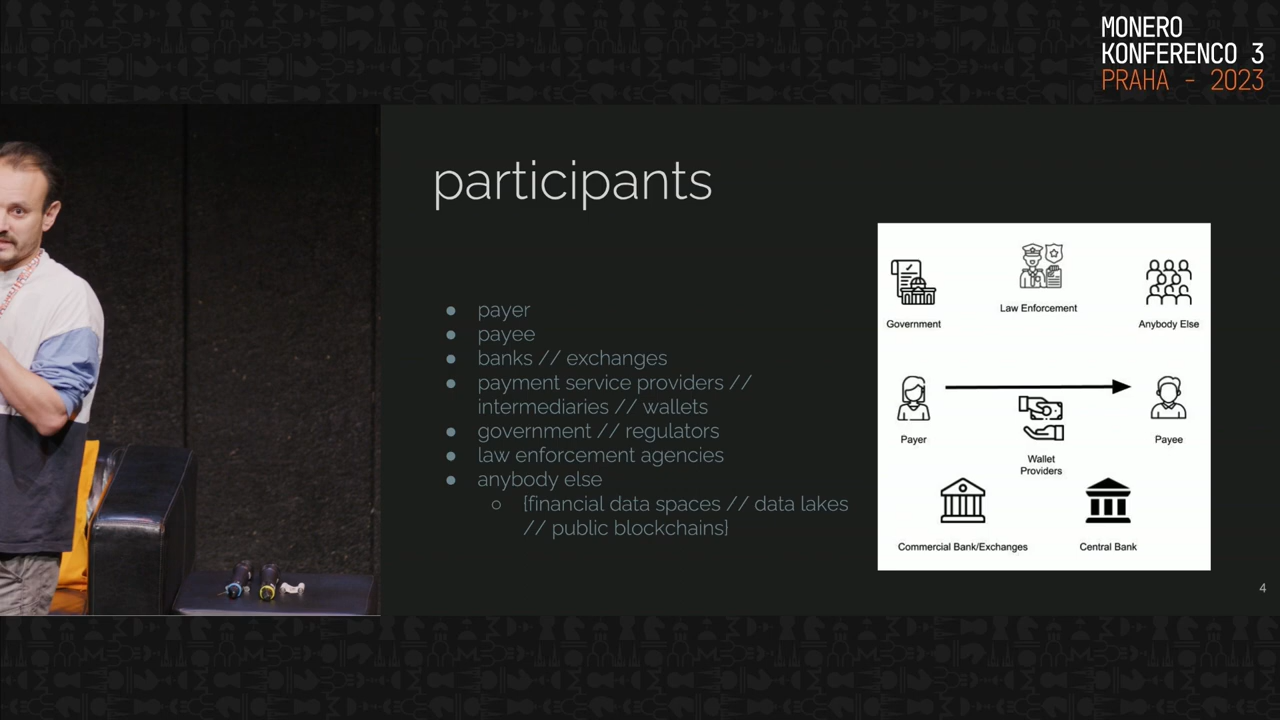 MONERO
KONFERENCO 3
PRAHA - 2023
participants
● payer
● payee
● banks // exchanges
● payment service providers //
intermediaries // wallets
● government // regulators
● law enforcement agencies
● anybody else
○ {financial data spaces // data lakes
// public blockchains}
Government
Law Enforcement
Anybody Else
Payer
Wallet
Providers
Payee
Commercial Bank/Exchanges
Central Bank
4